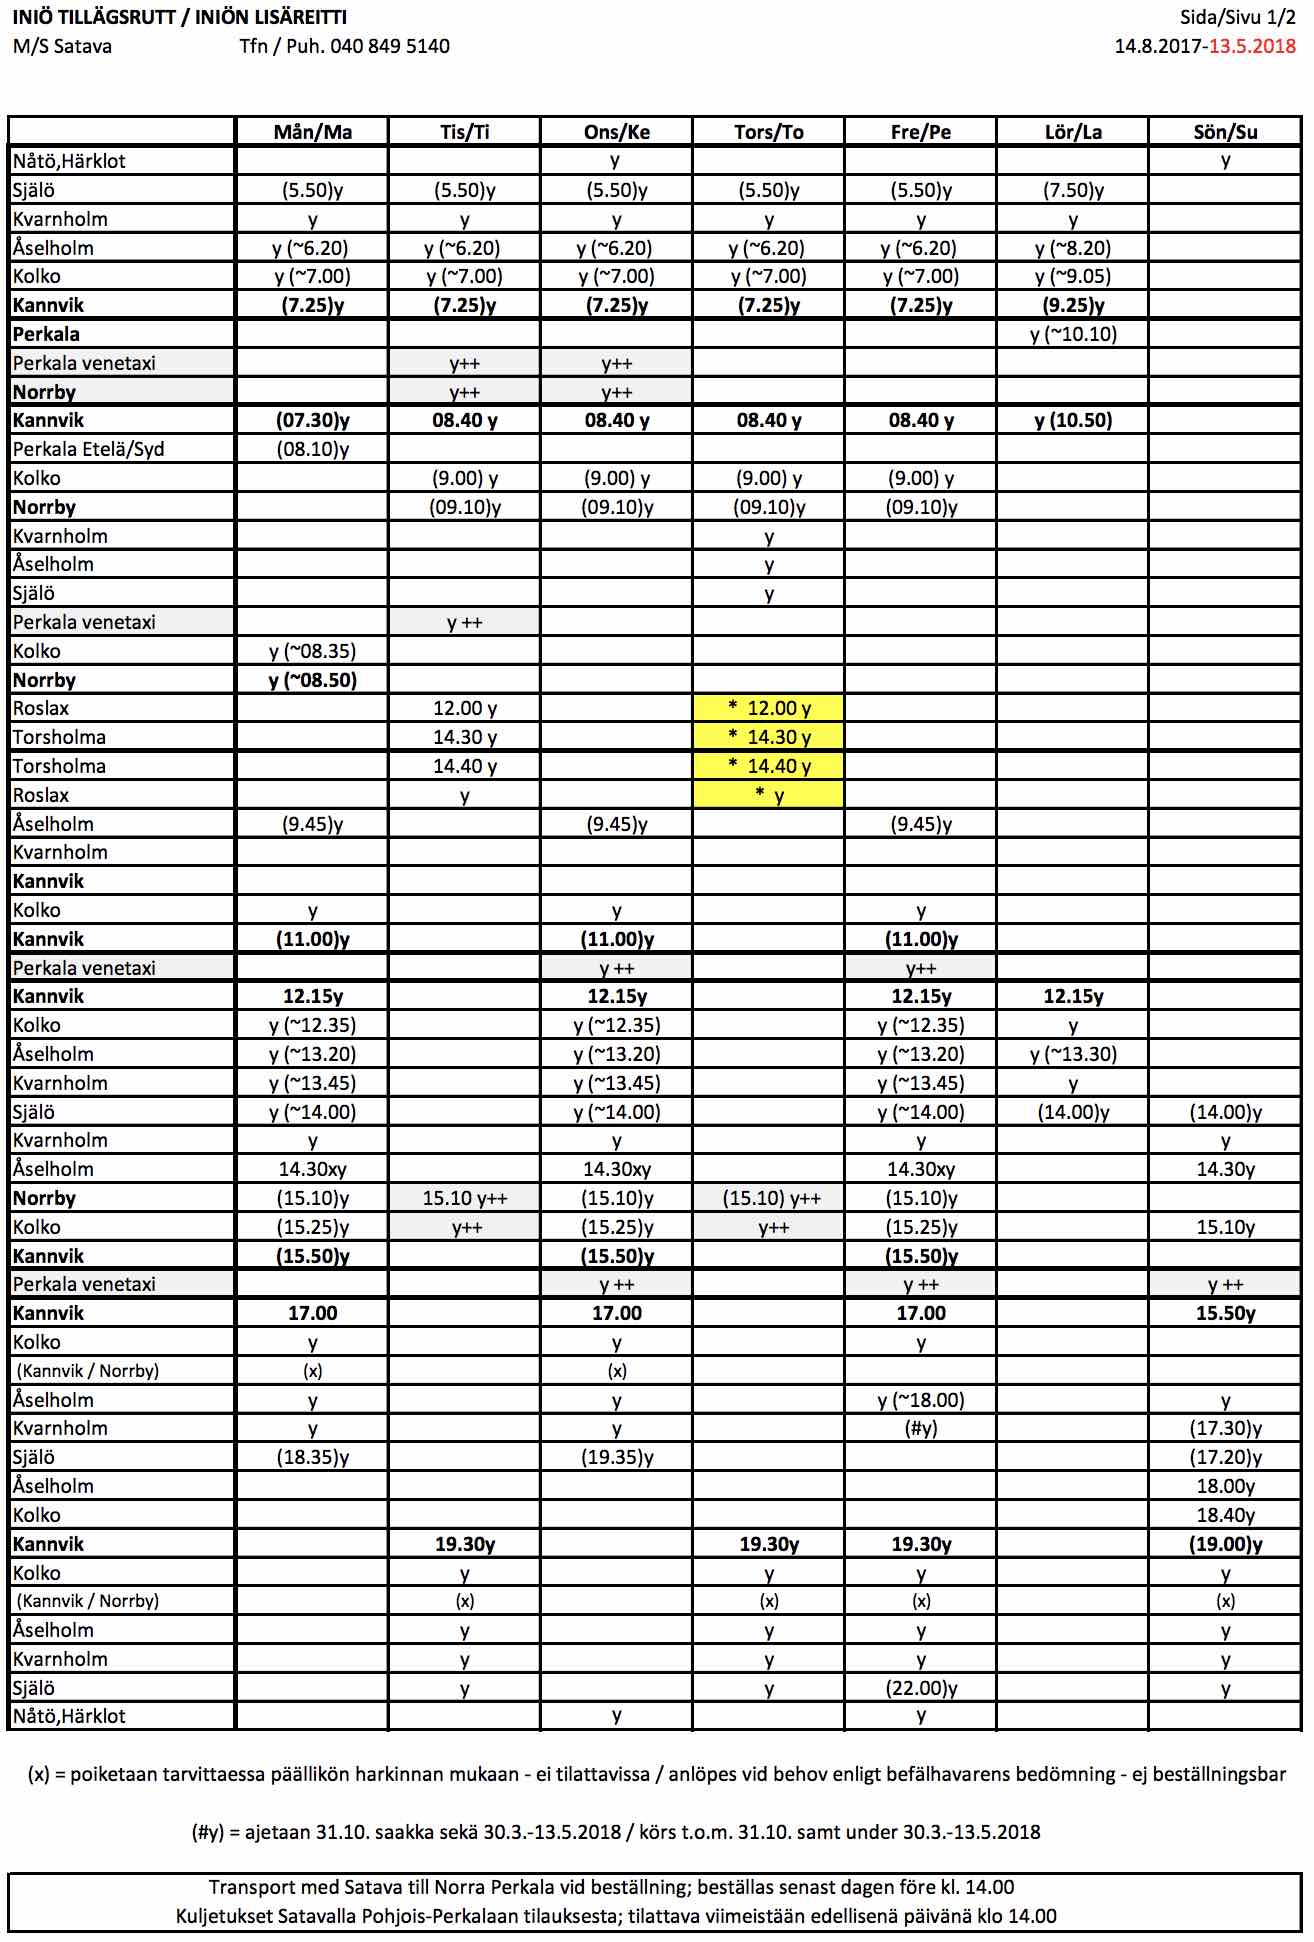 INIÖ TILLÄGSRUTT / INIÖN LISÄREITTI Sida/Sivu 1/2
M/S Satava Tfn / Puh. 040 849 5140 14.8.2017-13.5.2018
Mån/Ma Tis/Ti Ons/Ke Tors/To Fre/Pe Lör/La Sön/Su
Nåtö,Härklot y y
Själö (5.50)y (5.50)y (5.50)y (5.50)y (5.50)y (7.50)y
Kvarnholm y y y y y y
Åselholm y (~6.20) y (~6.20) y (~6.20) y (~6.20) y (~6.20) y (~8.20)
Kolko y (~7.00) y (~7.00) y (~7.00) y (~7.00) y (~7.00) y (~9.05)
Kannvik (7.25)y (7.25)y (7.25)y (7.25)y (7.25)y (9.25)y
Perkala y (~10.10)
Perkala venetaxi y++ y++
Norrby y++ y++
Kannvik (07.30)y 08.40 y 08.40 y 08.40 y 08.40 y y (10.50)
Perkala Etelä/Syd (08.10)y
Kolko (9.00) y (9.00) y (9.00) y (9.00) y
Norrby (09.10)y (09.10)y (09.10)y (09.10)y
Kvarnholm y
Åselholm y
Själö y
Perkala venetaxi y ++
Kolko y (~08.35)
Norrby y (~08.50)
Roslax 12.00 y * 12.00 y
Torsholma 14.30 y * 14.30 y
Torsholma 14.40 y * 14.40 y
Roslax y * y
Åselholm (9.45)y (9.45)y (9.45)y
Kvarnholm
Kannvik
Kolko y y y
Kannvik (11.00)y (11.00)y (11.00)y
Perkala venetaxi y ++ y++
Kannvik 12.15y 12.15y 12.15y 12.15y
Kolko y (~12.35) y (~12.35) y (~12.35) y
Åselholm y (~13.20) y (~13.20) y (~13.20) y (~13.30)
Kvarnholm y (~13.45) y (~13.45) y (~13.45) y
Själö y (~14.00) y (~14.00) y (~14.00) (14.00)y (14.00)y
Kvarnholm y y y y
Åselholm 14.30xy 14.30xy 14.30xy 14.30y
Norrby (15.10)y 15.10 y++ (15.10)y (15.10) y++ (15.10)y
Kolko (15.25)y y++ (15.25)y y++ (15.25)y 15.10y
Kannvik (15.50)y (15.50)y (15.50)y
Perkala venetaxi y ++ y ++ y ++
Kannvik 17.00 17.00 17.00 15.50y
Kolko y y y
(Kannvik / Norrby) (x) (x)
Åselholm y y y (~18.00) y
Kvarnholm y y (#y) (17.30)y
Själö (18.35)y (19.35)y (17.20)y
Åselholm 18.00y
Kolko 18.40y
Kannvik 19.30y 19.30y 19.30y (19.00)y
Kolko y y y y
(Kannvik / Norrby) (x) (x) (x) (x)
Åselholm y y y y
Kvarnholm y y y y
Själö y y (22.00)y y
Nåtö,Härklot y y
(x) = poiketaan tarvittaessa päällikön harkinnan mukaan - ei tilattavissa / anlöpes vid behov enligt befälhavarens bedömning - ej beställningsbar
(#y) = ajetaan 31.10. saakka sekä 30.3.-13.5.2018 / körs t.o.m. 31.10. samt under 30.3.-13.5.2018
Transport med Satava till Norra Perkala vid beställning; beställas senast dagen före kl. 14.00
Kuljetukset Satavalla Pohjois-Perkalaan tilauksesta; tilattava viimeistään edellisenä päivänä klo 14.00